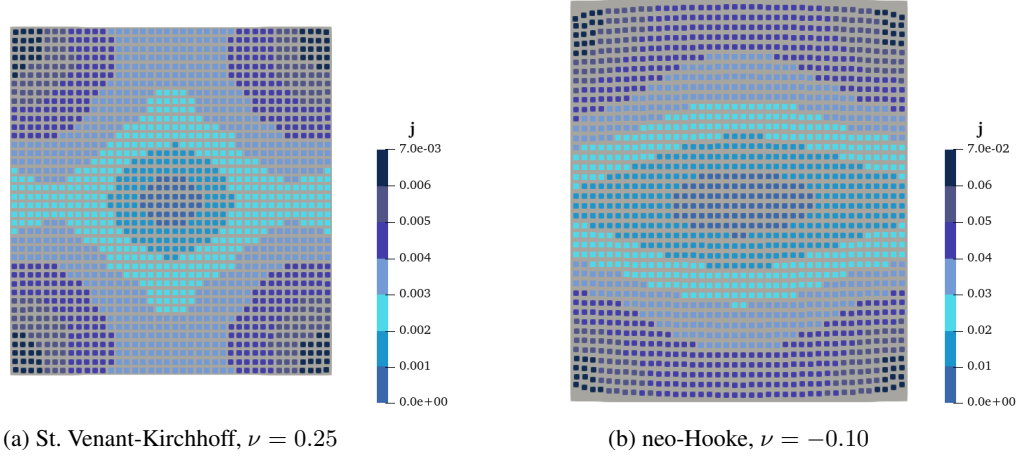 j
7.0e-03
0.006
0.005
0.004
0.003
0.002
0.001
0.0e+00
j
7.0e-02
0.06
0.05
0.04
0.03
0.02
0.01
0.0e+00
(a) St. Venant-Kirchhoff, ν = 0.25
(b) neo-Hooke, ν = −0.10